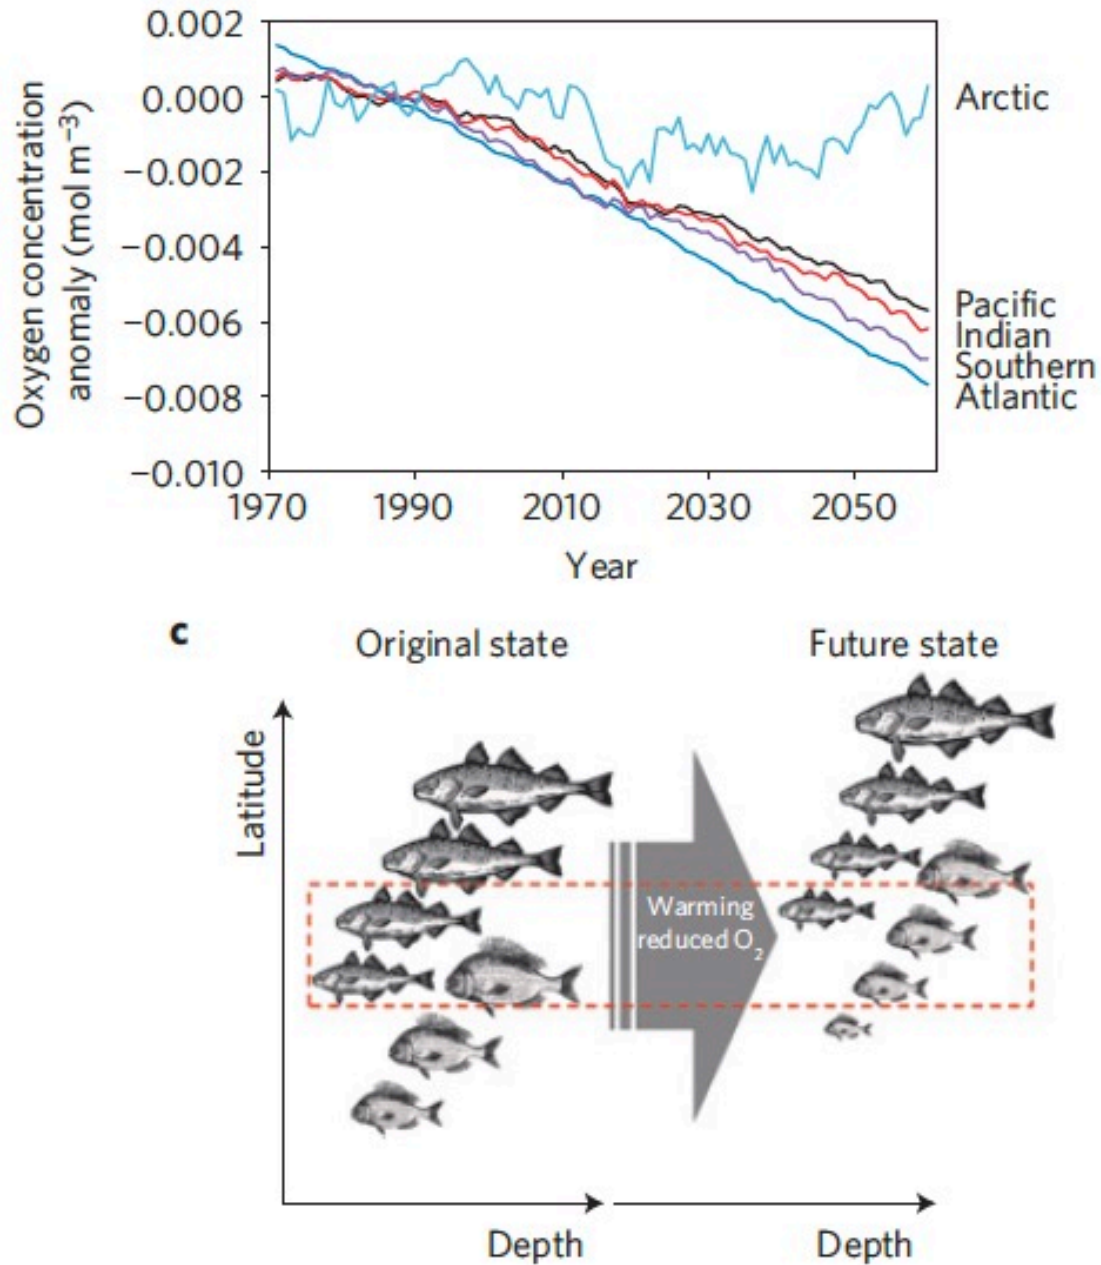 0.002
0.000
−0.002
−0.004
−0.006
−0.008
−0.010
Oxygen concentration
anomaly (mol m⁻³)
Arctic
Pacific
Indian
Southern
Atlantic
1970 1990 2010 2030 2050
Year
c
Original state Future state
Latitude
Warming
reduced O₂
Depth Depth